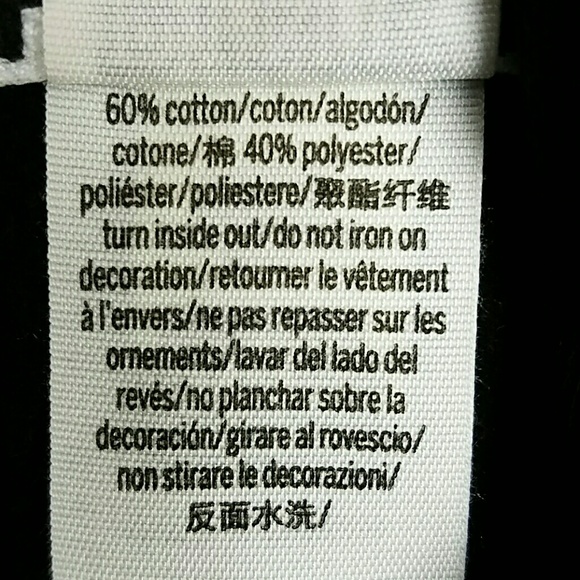 60% cotton/coton/algodón/
cotone/棉 40% polyester/
poliéster/poliestere/聚酯纤维
turn inside out/do not iron on
decoration/retourner le vêtement
à l'envers/ne pas repasser sur les
ornements/lavar del lado del
revés/no planchar sobre la
decoración/girare al rovescio/
non stirare le decorazioni/
反面水洗/